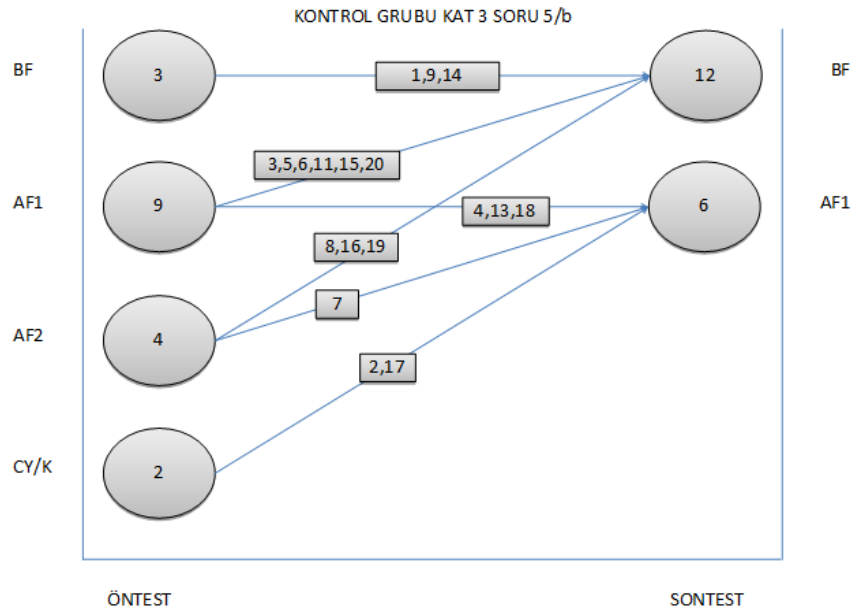 KONTROL GRUBU KAT 3 SORU 5/b
BF 3 1,9,14 12 BF
3,5,6,11,15,20
AF1 9 4,13,18 6 AF1
8,16,19
7
AF2 4
2,17
CY/K 2
ÖNTEST SONTEST